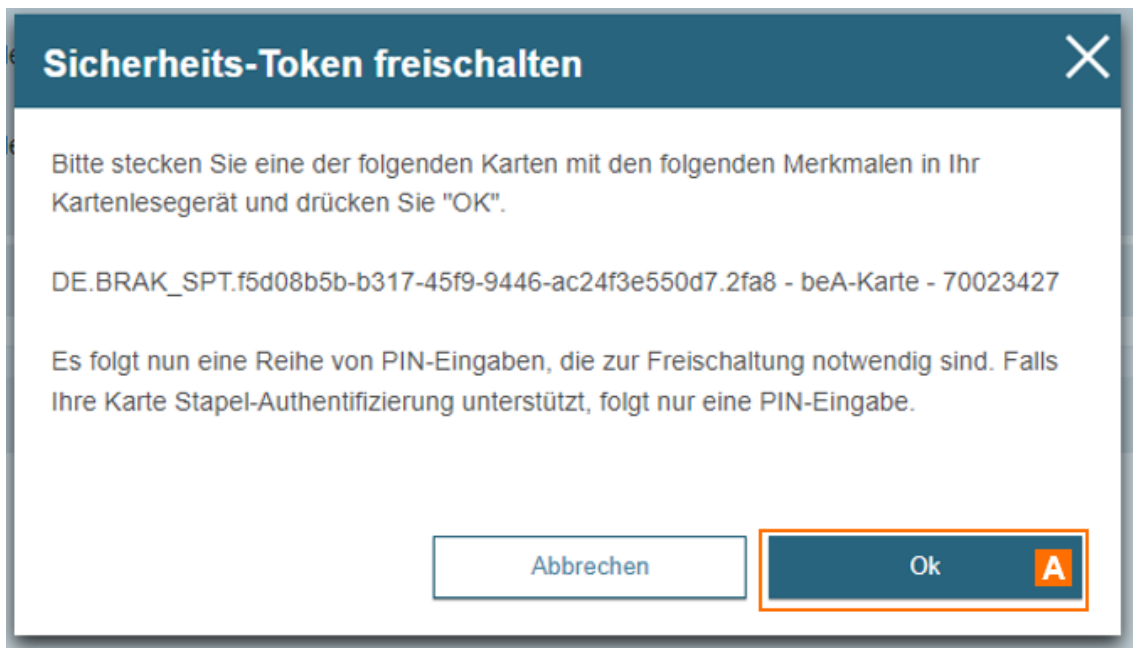 Sicherheits-Token freischalten
Bitte stecken Sie eine der folgenden Karten mit den folgenden Merkmalen in Ihr
Kartenlesegerät und drücken Sie "OK".
DE.BRAK_SPT.f5d08b5b-b317-45f9-9446-ac24f3e550d7.2fa8 - beA-Karte - 70023427
Es folgt nun eine Reihe von PIN-Eingaben, die zur Freischaltung notwendig sind. Falls
Ihre Karte Stapel-Authentifizierung unterstützt, folgt nur eine PIN-Eingabe.
Abbrechen
Ok A